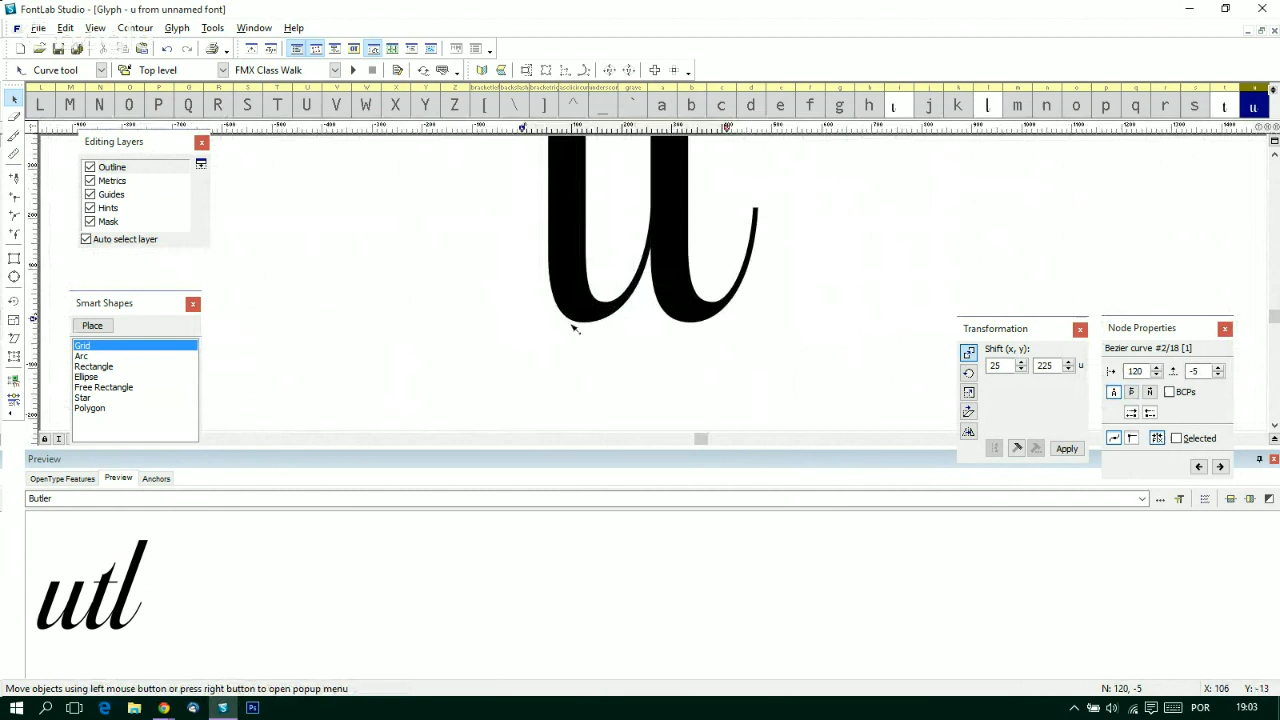 FontLab Studio - [Glyph - u from unnamed font]
File Edit View Contour Glyph Tools Window Help
Curve tool Top level FMX Class Walk
L M N O P Q R S T U V W X Y Z [ \ ] ^ _ ` a b c d e f g h i j k l m n o p q r s t u
Editing Layers
Outline
Metrics
Guides
Hints
Mask
Auto select layer
Smart Shapes
Place
Grid
Arc
Rectangle
Ellipse
Free Rectangle
Star
Polygon
u
Transformation
Shift (x, y):
25 225 u
Apply
Node Properties
Bezier curve #2/18 [1]
120 -5
BCPs
Selected
Preview
OpenType Features Preview Anchors
Butler
utl
Move objects using left mouse button or press right button to open popup menu N: 120, -5 X: 106 Y: -13
POR 19:03